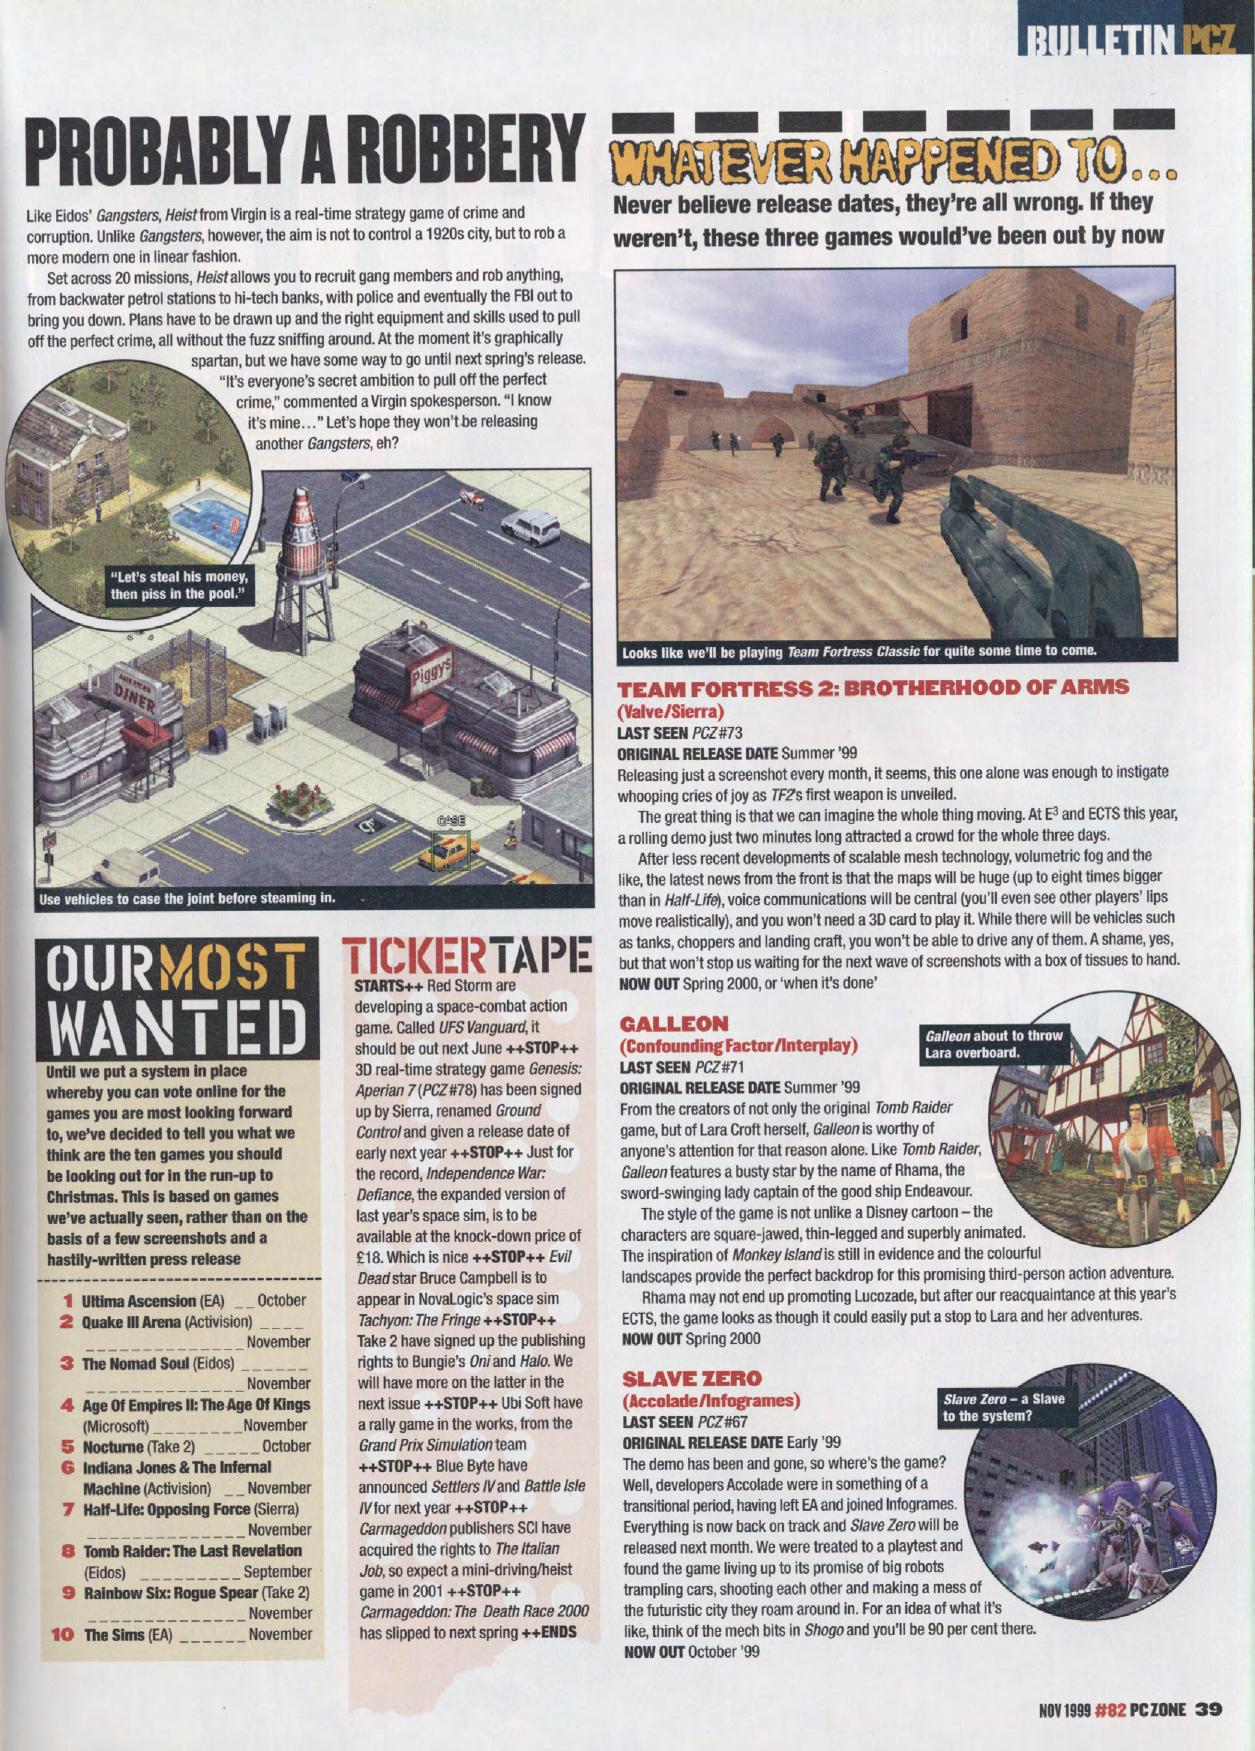 BULLETIN PCZ
PROBABLY A ROBBERY
Like Eidos' Gangsters, Heist from Virgin is a real-time strategy game of crime and
corruption. Unlike Gangsters, however, the aim is not to control a 1920s city, but to rob a
more modern one in linear fashion.
Set across 20 missions, Heist allows you to recruit gang members and rob anything,
from backwater petrol stations to hi-tech banks, with police and eventually the FBI out to
bring you down. Plans have to be drawn up and the right equipment and skills used to pull
off the perfect crime, all without the fuzz sniffing around. At the moment it's graphically
spartan, but we have some way to go until next spring's release.
"It's everyone's secret ambition to pull off the perfect
crime," commented a Virgin spokesperson. "I know
it's mine..." Let's hope they won't be releasing
another Gangsters, eh?
"Let's steal his money,
then piss in the pool."
AMERICAN
DINER
Piggys
CASE
Use vehicles to case the joint before steaming in.
OUR MOST
WANTED
Until we put a system in place
whereby you can vote online for the
games you are most looking forward
to, we've decided to tell you what we
think are the ten games you should
be looking out for in the run-up to
Christmas. This is based on games
we've actually seen, rather than on the
basis of a few screenshots and a
hastily-written press release
1 Ultima Ascension (EA) __ October
2 Quake III Arena (Activision) ____
______________ November
3 The Nomad Soul (Eidos) ______
______________ November
4 Age Of Empires II: The Age Of Kings
(Microsoft) ________ November
5 Nocturne (Take 2) _____ October
6 Indiana Jones & The Infernal
Machine (Activision) __ November
7 Half-Life: Opposing Force (Sierra)
______________ November
8 Tomb Raider: The Last Revelation
(Eidos) _________ September
9 Rainbow Six: Rogue Spear (Take 2)
______________ November
10 The Sims (EA) ______ November
TICKERTAPE
STARTS++ Red Storm are
developing a space-combat action
game. Called UFS Vanguard, it
should be out next June ++STOP++
3D real-time strategy game Genesis:
Aperian 7 (PCZ #78) has been signed
up by Sierra, renamed Ground
Control and given a release date of
early next year ++STOP++ Just for
the record, Independence War:
Defiance, the expanded version of
last year's space sim, is to be
available at the knock-down price of
£18. Which is nice ++STOP++ Evil
Dead star Bruce Campbell is to
appear in NovaLogic's space sim
Tachyon: The Fringe ++STOP++
Take 2 have signed up the publishing
rights to Bungie's Oni and Halo. We
will have more on the latter in the
next issue ++STOP++ Ubi Soft have
a rally game in the works, from the
Grand Prix Simulation team
++STOP++ Blue Byte have
announced Settlers IV and Battle Isle
IV for next year ++STOP++
Carmageddon publishers SCI have
acquired the rights to The Italian
Job, so expect a mini-driving/heist
game in 2001 ++STOP++
Carmageddon: The Death Race 2000
has slipped to next spring ++ENDS
WHATEVER HAPPENED TO...
Never believe release dates, they're all wrong. If they
weren't, these three games would've been out by now
Looks like we'll be playing Team Fortress Classic for quite some time to come.
TEAM FORTRESS 2: BROTHERHOOD OF ARMS
(Valve/Sierra)
LAST SEEN PCZ #73
ORIGINAL RELEASE DATE Summer '99
Releasing just a screenshot every month, it seems, this one alone was enough to instigate
whooping cries of joy as TF2's first weapon is unveiled.
The great thing is that we can imagine the whole thing moving. At E3 and ECTS this year,
a rolling demo just two minutes long attracted a crowd for the whole three days.
After less recent developments of scalable mesh technology, volumetric fog and the
like, the latest news from the front is that the maps will be huge (up to eight times bigger
than in Half-Life), voice communications will be central (you'll even see other players' lips
move realistically), and you won't need a 3D card to play it. While there will be vehicles such
as tanks, choppers and landing craft, you won't be able to drive any of them. A shame, yes,
but that won't stop us waiting for the next wave of screenshots with a box of tissues to hand.
NOW OUT Spring 2000, or 'when it's done'
GALLEON
(Confounding Factor/Interplay)
LAST SEEN PCZ #71
ORIGINAL RELEASE DATE Summer '99
From the creators of not only the original Tomb Raider
game, but of Lara Croft herself, Galleon is worthy of
anyone's attention for that reason alone. Like Tomb Raider,
Galleon features a busty star by the name of Rhama, the
sword-swinging lady captain of the good ship Endeavour.
The style of the game is not unlike a Disney cartoon – the
characters are square-jawed, thin-legged and superbly animated.
The inspiration of Monkey Island is still in evidence and the colourful
landscapes provide the perfect backdrop for this promising third-person action adventure.
Rhama may not end up promoting Lucozade, but after our reacquaintance at this year's
ECTS, the game looks as though it could easily put a stop to Lara and her adventures.
NOW OUT Spring 2000
Galleon about to throw
Lara overboard.
SLAVE ZERO
(Accolade/Infogrames)
LAST SEEN PCZ #67
ORIGINAL RELEASE DATE Early '99
The demo has been and gone, so where's the game?
Well, developers Accolade were in something of a
transitional period, having left EA and joined Infogrames.
Everything is now back on track and Slave Zero will be
released next month. We were treated to a playtest and
found the game living up to its promise of big robots
trampling cars, shooting each other and making a mess of
the futuristic city they roam around in. For an idea of what it's
like, think of the mech bits in Shogo and you'll be 90 per cent there.
NOW OUT October '99
Slave Zero – a Slave
to the system?
NOV 1999 #82 PC ZONE 39